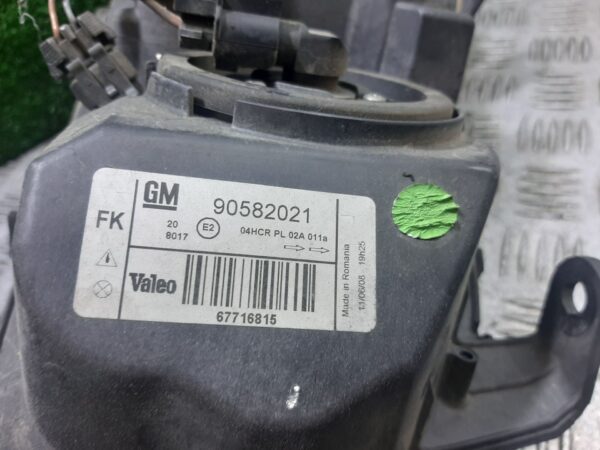 GM
90582021
FK
20
8017
E2
04HCR PL 02A 011a
Valeo
67716815
Made in Romania
11/06/08 19h25